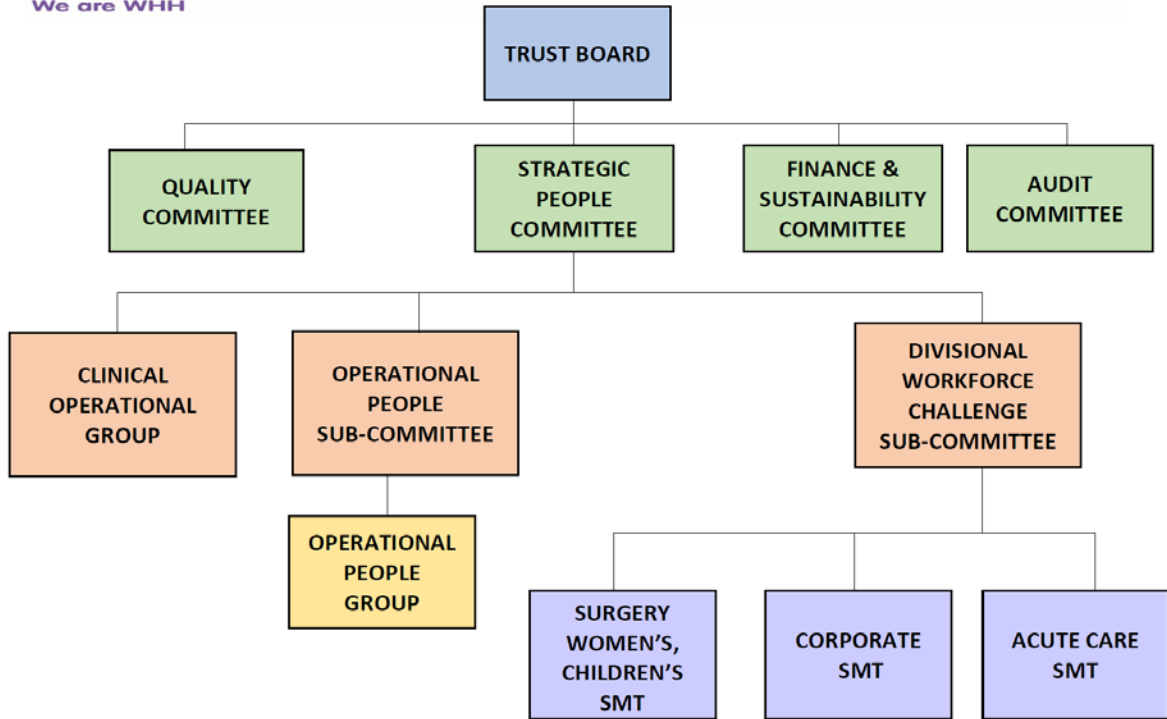 We are WHH
TRUST BOARD
QUALITY
COMMITTEE
STRATEGIC
PEOPLE
COMMITTEE
FINANCE &
SUSTAINABILITY
COMMITTEE
AUDIT
COMMITTEE
CLINICAL
OPERATIONAL
GROUP
OPERATIONAL
PEOPLE
SUB-COMMITTEE
DIVISIONAL
WORKFORCE
CHALLENGE
SUB-COMMITTEE
OPERATIONAL
PEOPLE
GROUP
SURGERY
WOMEN'S,
CHILDREN'S
SMT
CORPORATE
SMT
ACUTE CARE
SMT